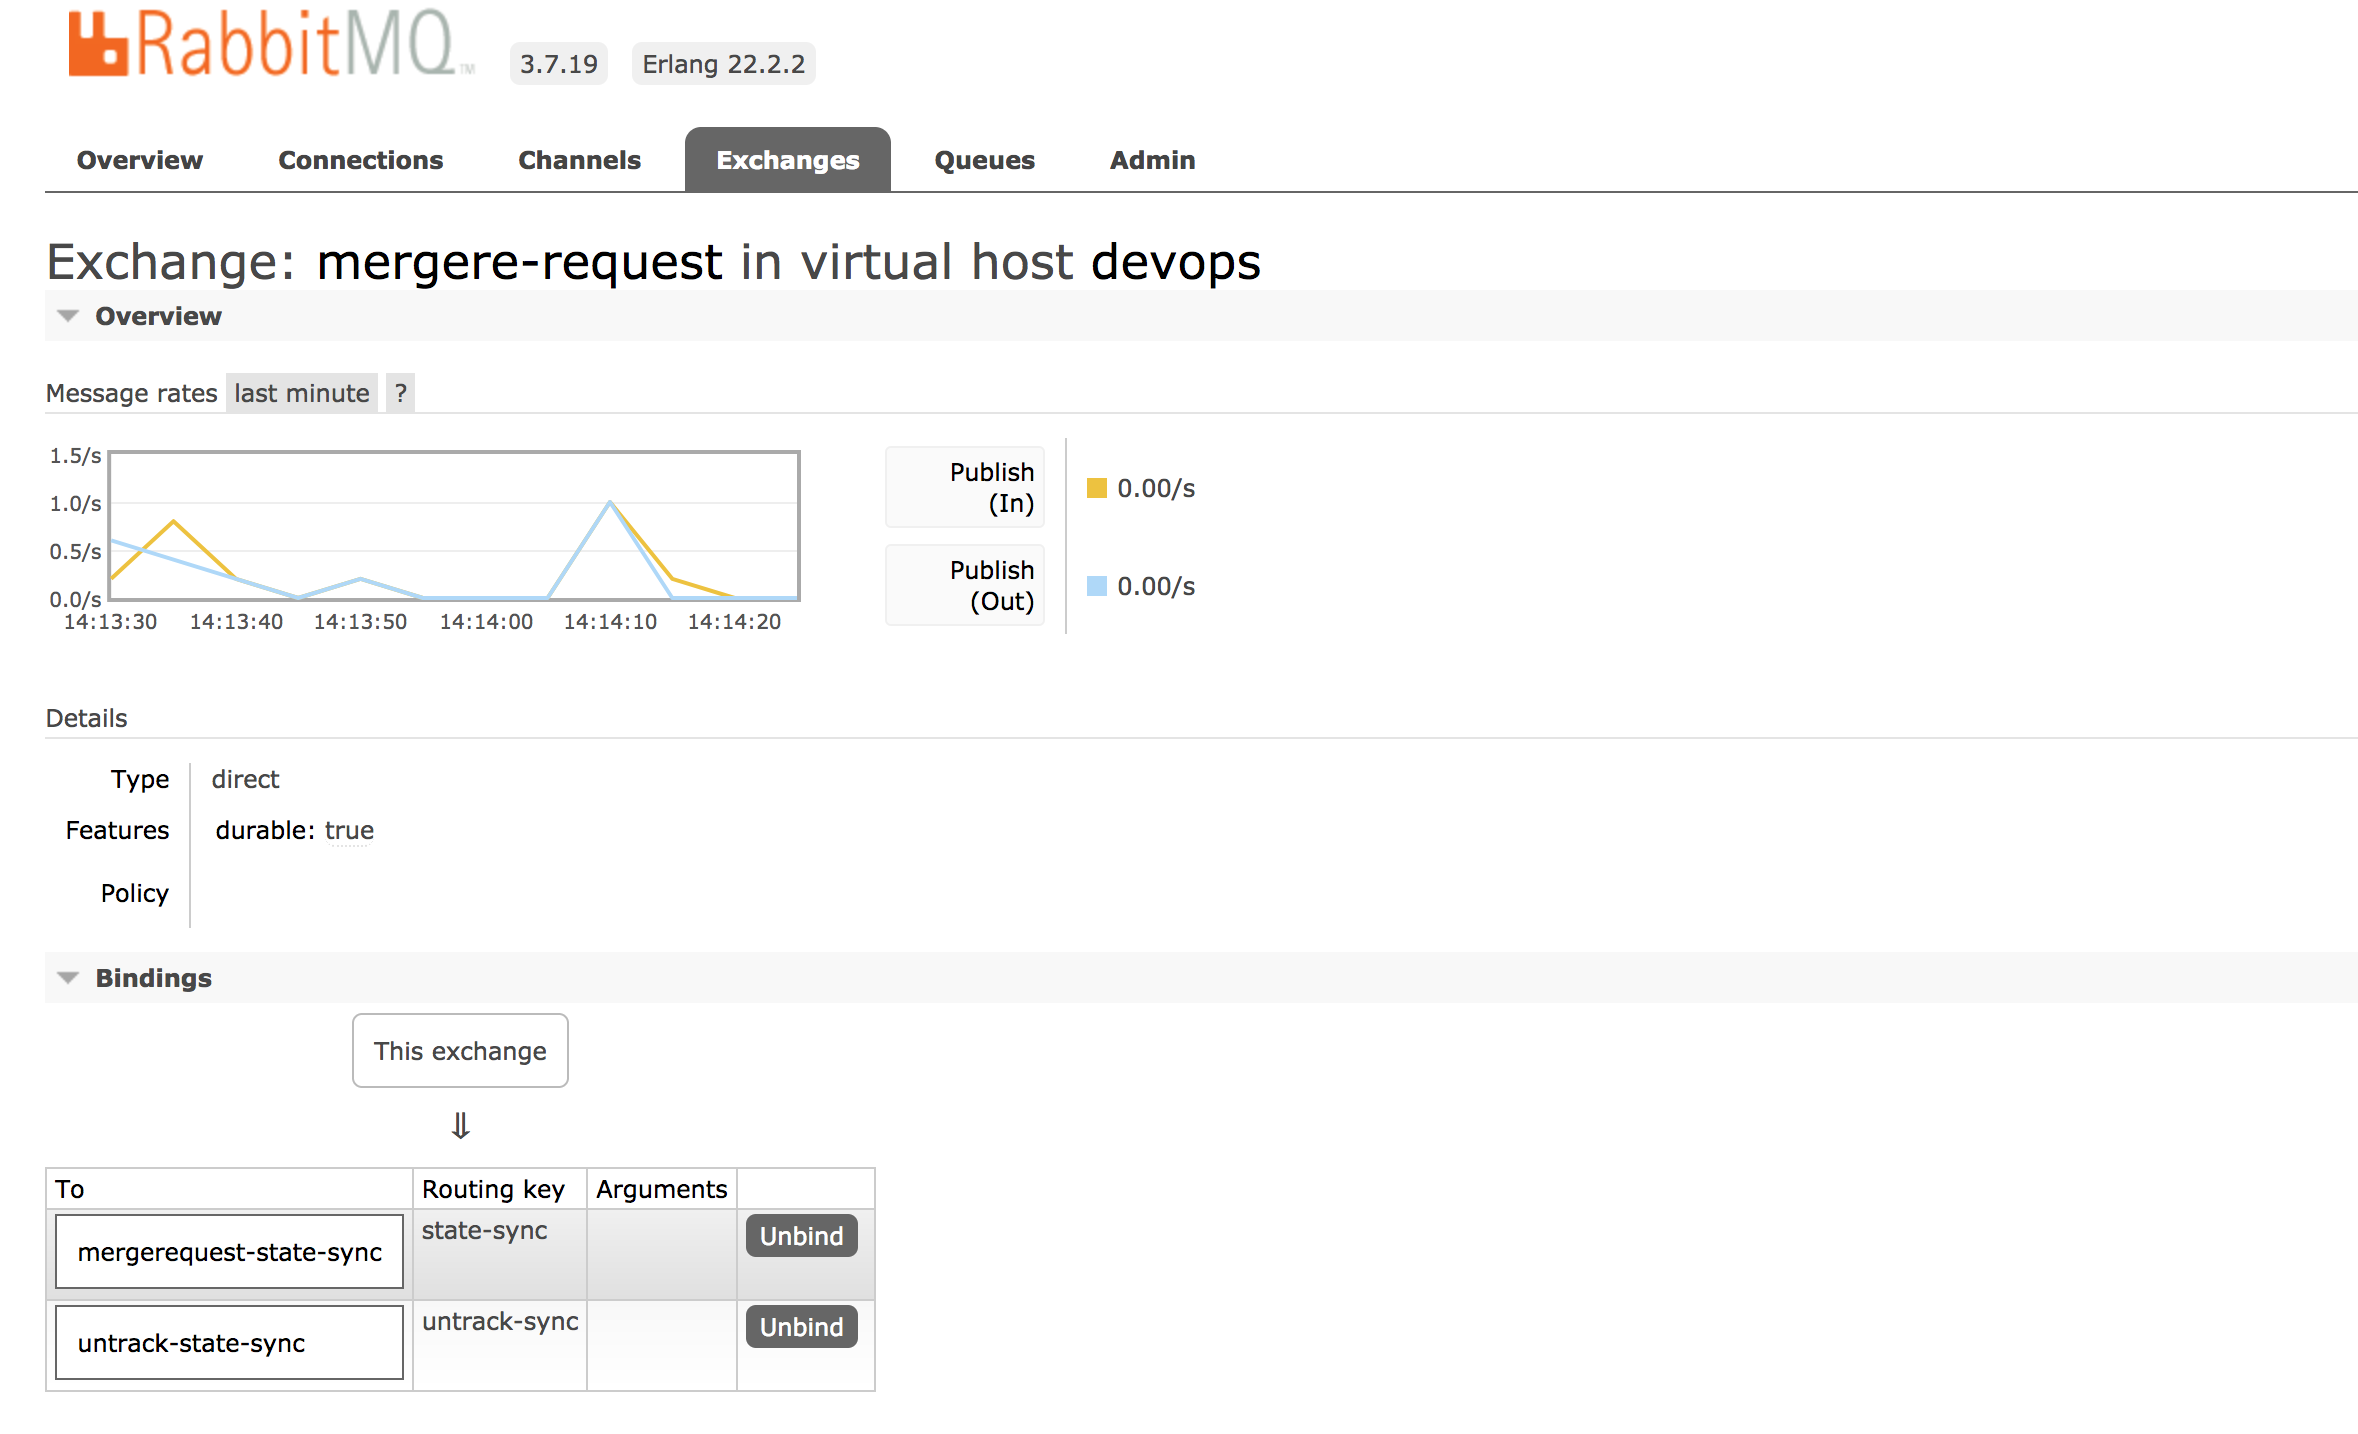 RabbitMQ TM 3.7.19 Erlang 22.2.2
Overview Connections Channels Exchanges Queues Admin
Exchange: mergere-request in virtual host devops
Overview
Message rates last minute ?
1.5/s
1.0/s
0.5/s
0.0/s
14:13:30 14:13:40 14:13:50 14:14:00 14:14:10 14:14:20
Publish
(In)
0.00/s
Publish
(Out)
0.00/s
Details
Type direct
Features durable: true
Policy
Bindings
This exchange
⇓
To Routing key Arguments
mergerequest-state-sync state-sync Unbind
untrack-state-sync untrack-sync Unbind